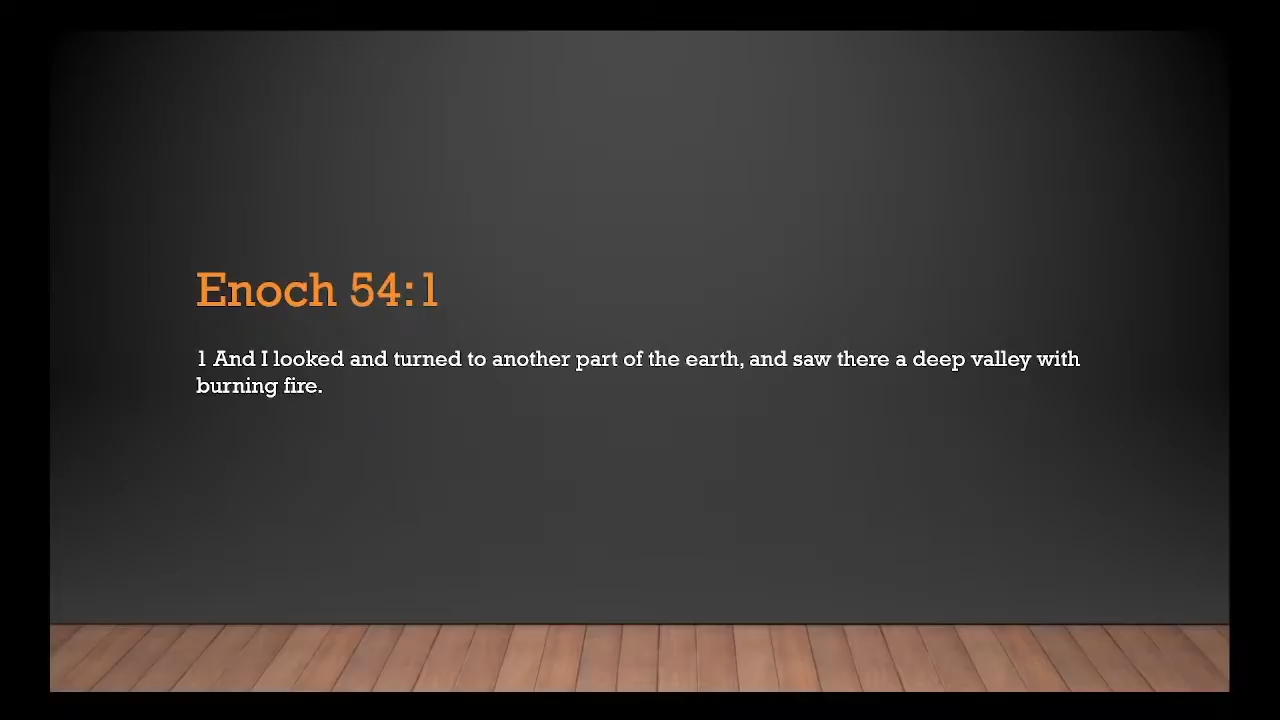 Enoch 54:1
1 And I looked and turned to another part of the earth, and saw there a deep valley with
burning fire.